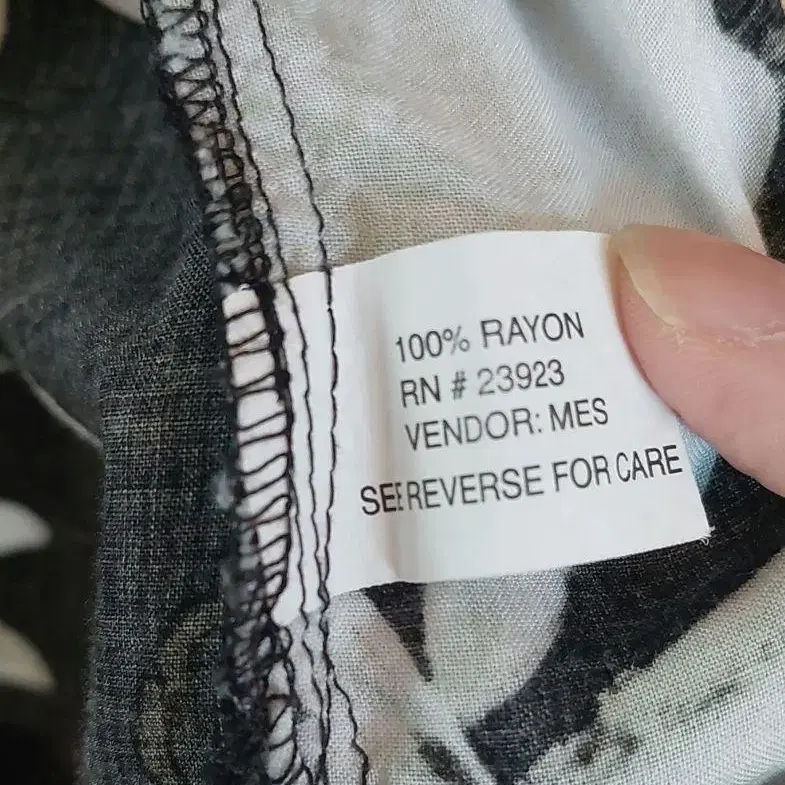 100% RAYON
RN # 23923
VENDOR: MES
SEE REVERSE FOR CARE